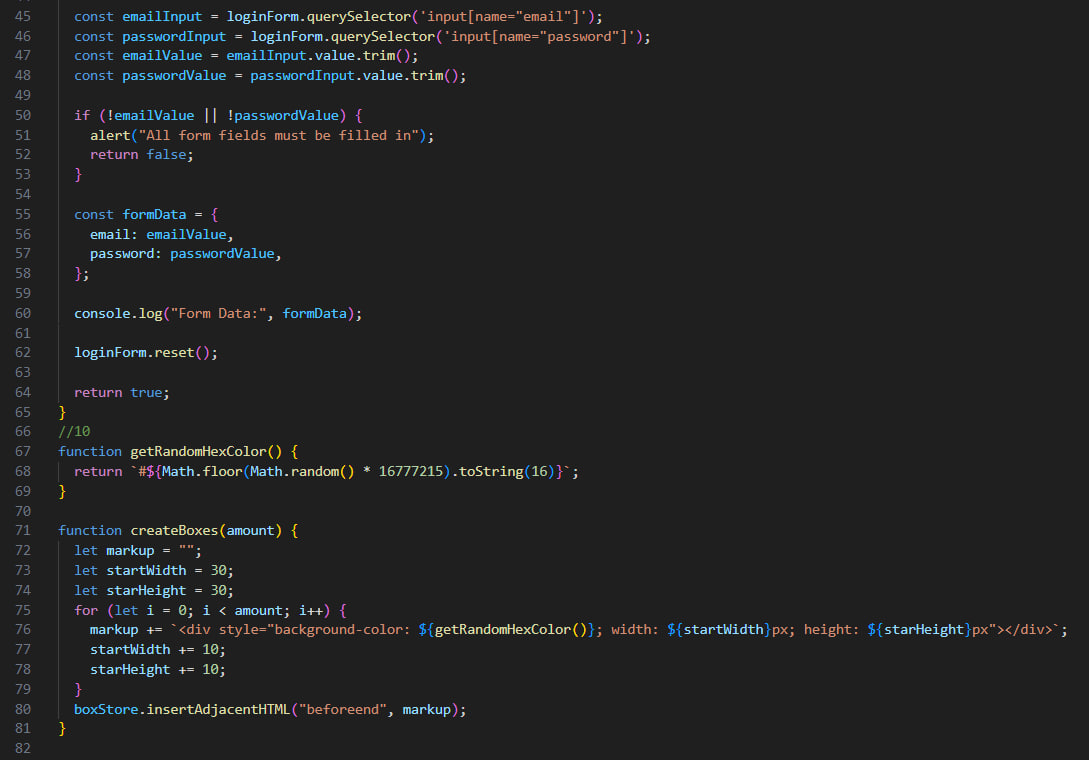 45 const emailInput = loginForm.querySelector('input[name="email"]');
46 const passwordInput = loginForm.querySelector('input[name="password"]');
47 const emailValue = emailInput.value.trim();
48 const passwordValue = passwordInput.value.trim();
49
50 if (!emailValue || !passwordValue) {
51 alert("All form fields must be filled in");
52 return false;
53 }
54
55 const formData = {
56 email: emailValue,
57 password: passwordValue,
58 };
59
60 console.log("Form Data:", formData);
61
62 loginForm.reset();
63
64 return true;
65 }
66 //10
67 function getRandomHexColor() {
68 return `#${Math.floor(Math.random() * 16777215).toString(16)}`;
69 }
70
71 function createBoxes(amount) {
72 let markup = "";
73 let startWidth = 30;
74 let starHeight = 30;
75 for (let i = 0; i < amount; i++) {
76 markup += `<div style="background-color: ${getRandomHexColor()}; width: ${startWidth}px; height: ${starHeight}px"></div>`;
77 startWidth += 10;
78 starHeight += 10;
79 }
80 boxStore.insertAdjacentHTML("beforeend", markup);
81 }
82